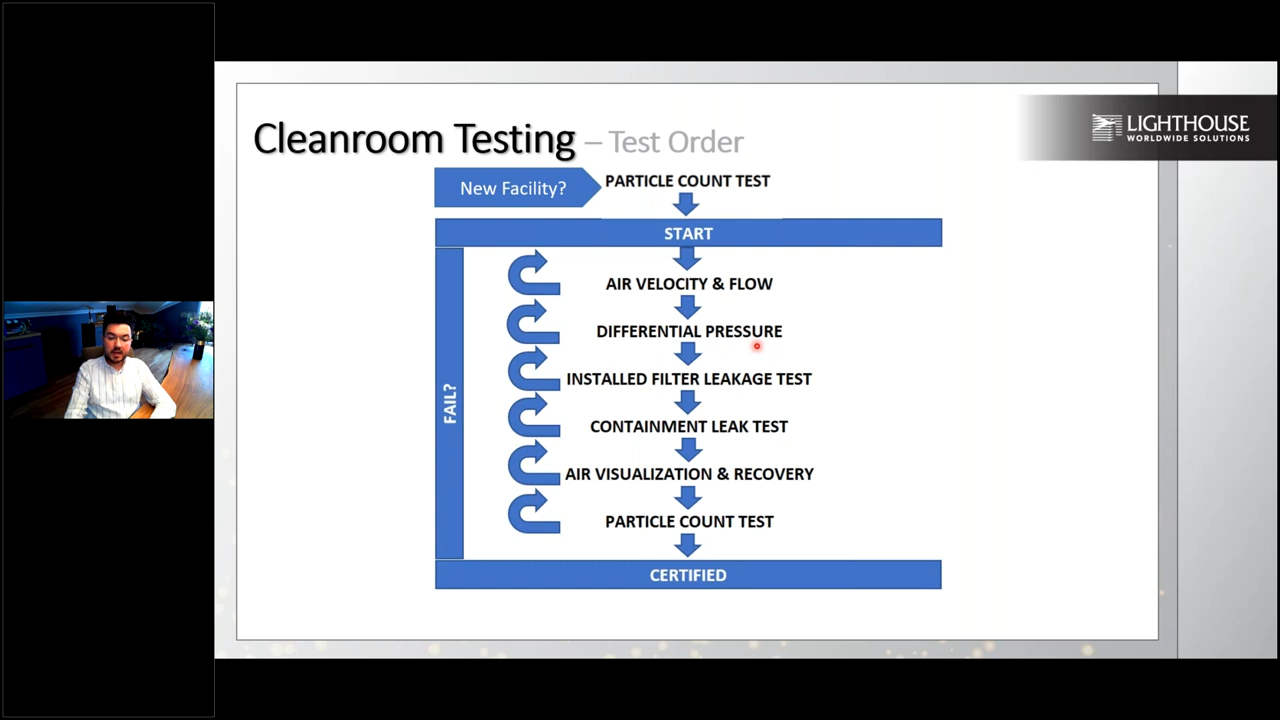 LIGHTHOUSE
WORLDWIDE SOLUTIONS
Cleanroom Testing – Test Order
New Facility?
PARTICLE COUNT TEST
START
AIR VELOCITY & FLOW
DIFFERENTIAL PRESSURE
INSTALLED FILTER LEAKAGE TEST
CONTAINMENT LEAK TEST
AIR VISUALIZATION & RECOVERY
PARTICLE COUNT TEST
FAIL?
CERTIFIED